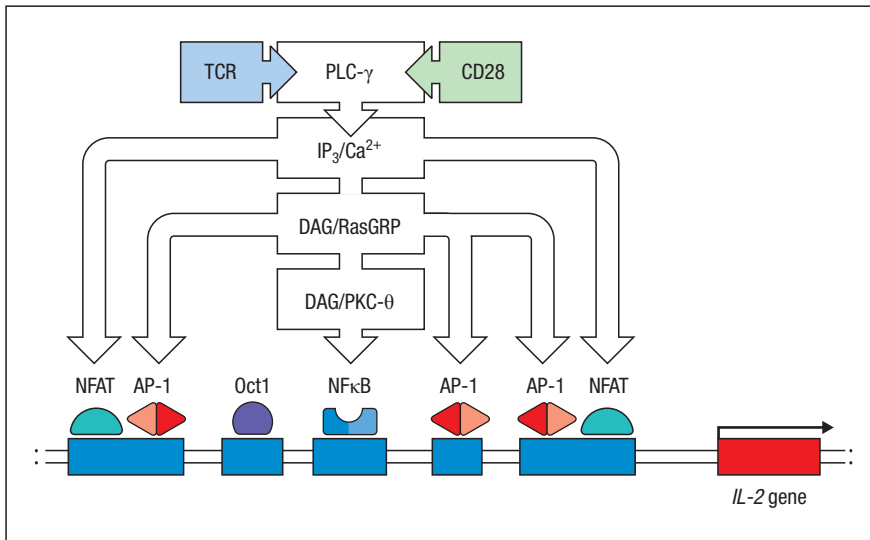 TCR
PLC-γ
CD28
IP₃/Ca²⁺
DAG/RasGRP
DAG/PKC-θ
NFAT
AP-1
Oct1
NFκB
AP-1
AP-1
NFAT
IL-2 gene